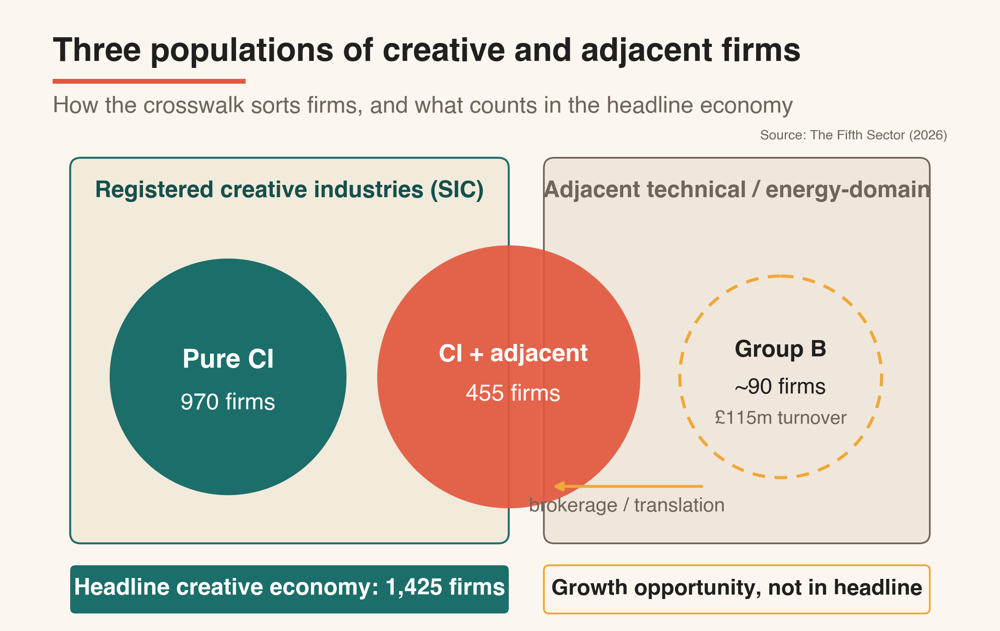 Three populations of creative and adjacent firms
How the crosswalk sorts firms, and what counts in the headline economy
Source: The Fifth Sector (2026)
Registered creative industries (SIC)
Adjacent technical / energy-domain
Pure CI
970 firms
CI + adjacent
455 firms
Group B
~90 firms
£115m turnover
brokerage / translation
Headline creative economy: 1,425 firms
Growth opportunity, not in headline